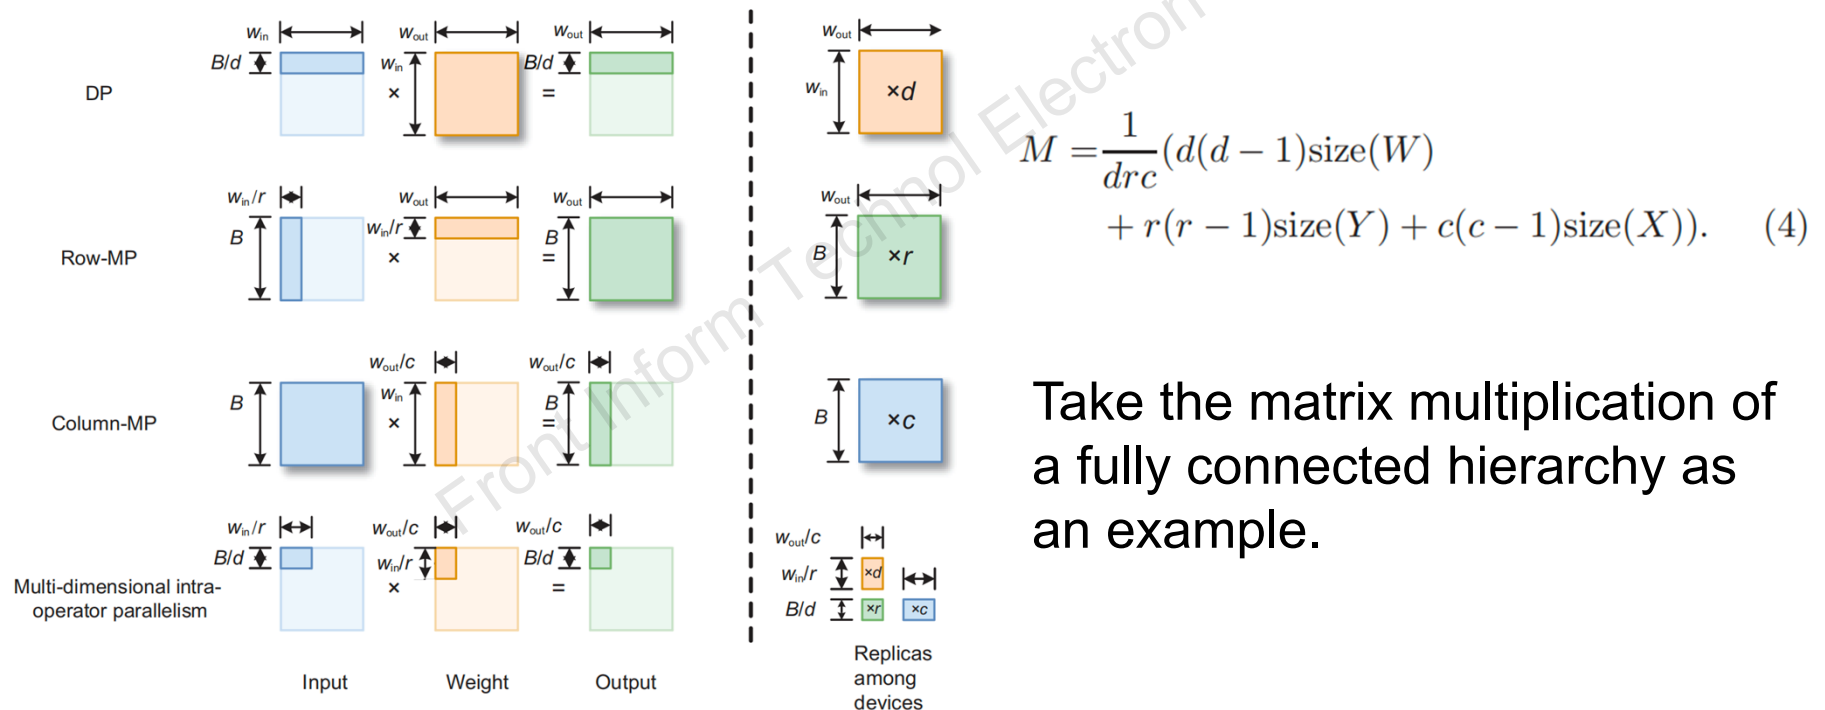 w_in
w_out
w_out
B/d
w_in
B/d
DP
×
=
w_out
w_in
×d
w_in/r
w_out
w_out
B
w_in/r
B
Row-MP
×
=
w_out
B
×r
w_out/c
w_out/c
B
w_in
B
Column-MP
×
=
B
×c
w_in/r
w_out/c
w_out/c
B/d
w_in/r
B/d
Multi-dimensional intra-
operator parallelism
×
=
w_out/c
w_in/r
×d
B/d
×r
×c
Input
Weight
Output
Replicas
among
devices
M = \frac{1}{drc}(d(d − 1)size(W)
+ r(r − 1)size(Y) + c(c − 1)size(X)). (4)
Take the matrix multiplication of
a fully connected hierarchy as
an example.
Front Inform Technol Electron